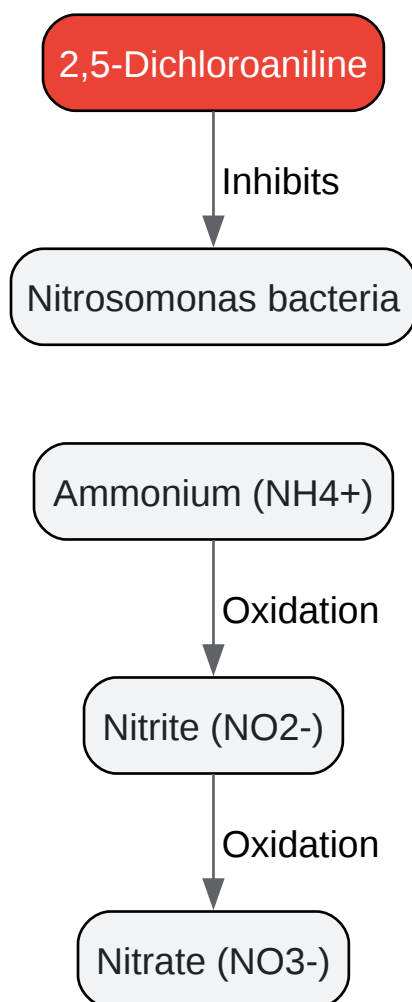 2,5-Dichloroaniline
Inhibits
Nitrosomonas bacteria
Ammonium (NH4+)
Oxidation
Nitrite (NO2-)
Oxidation
Nitrate (NO3-)